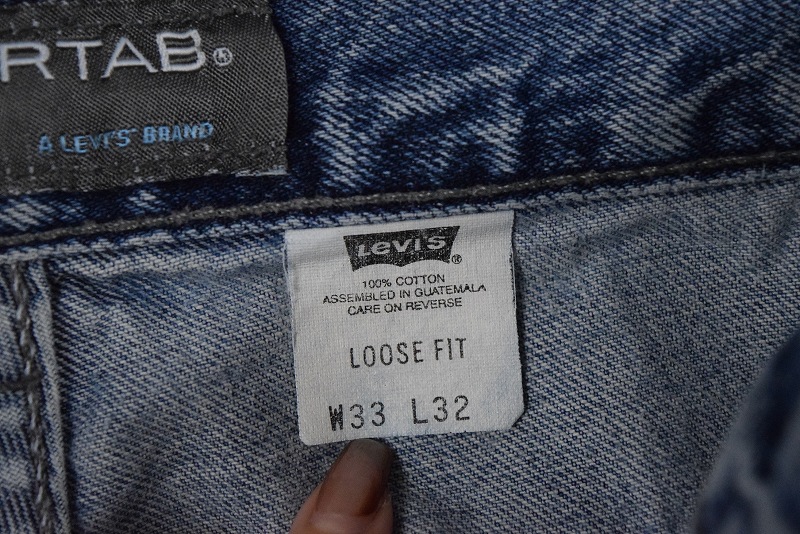 RTAB®
A LEVI'S BRAND
Levi's®
100% COTTON
ASSEMBLED IN GUATEMALA
CARE ON REVERSE
LOOSE FIT
W33 L32